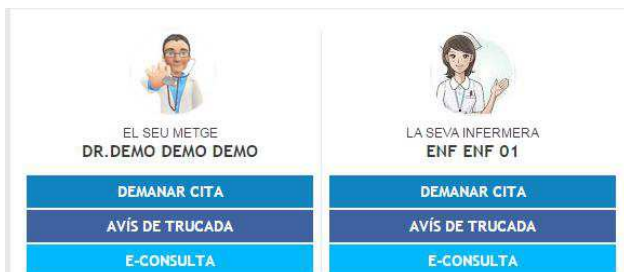 EL SEU METGE
DR.DEMO DEMO DEMO
DEMANAR CITA
AVÍS DE TRUCADA
E-CONSULTA
LA SEVA INFERMERA
ENF ENF 01
DEMANAR CITA
AVÍS DE TRUCADA
E-CONSULTA